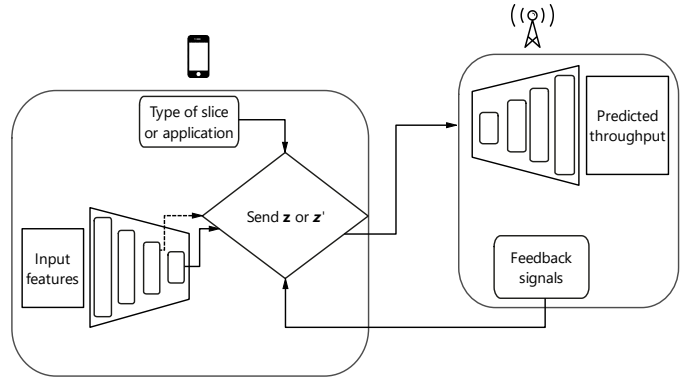 Type of slice
or application
Predicted
throughput
Send z or z'
Input
features
Feedback
signals